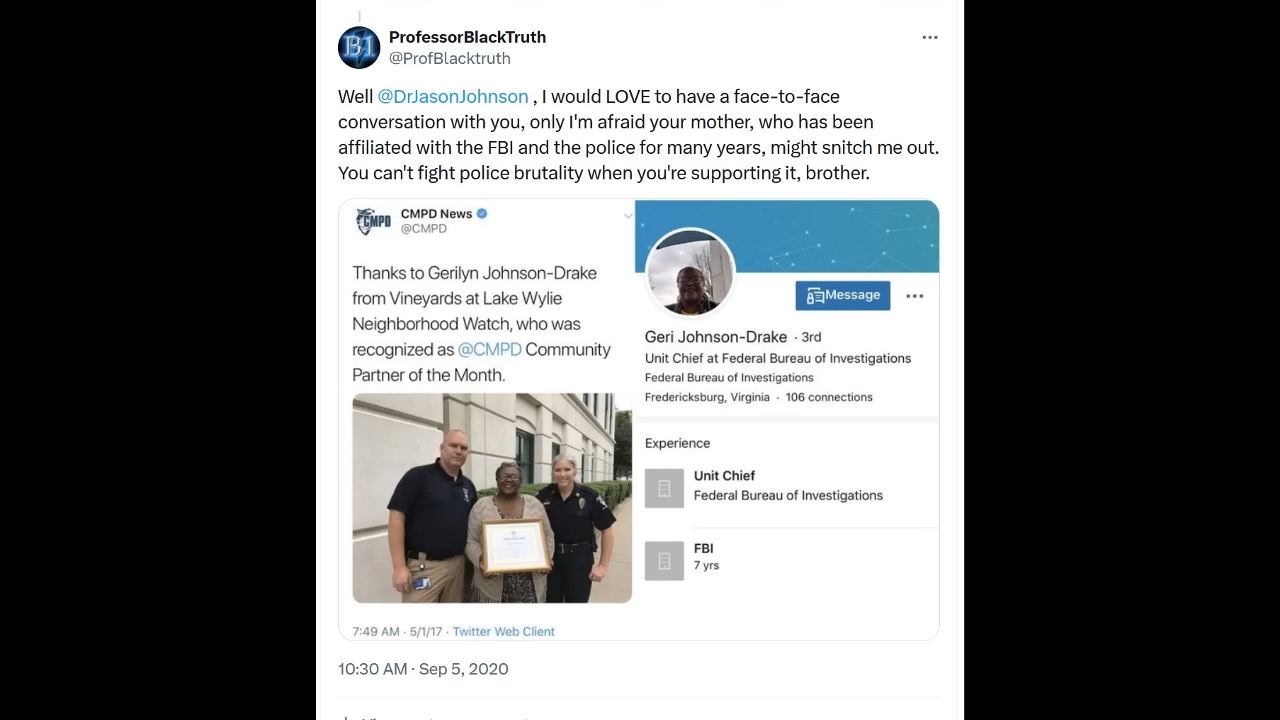 B1
ProfessorBlackTruth
@ProfBlacktruth
Well @DrJasonJohnson , I would LOVE to have a face-to-face
conversation with you, only I'm afraid your mother, who has been
affiliated with the FBI and the police for many years, might snitch me out.
You can't fight police brutality when you're supporting it, brother.
CMPD
CMPD News
@CMPD
Thanks to Gerilyn Johnson-Drake
from Vineyards at Lake Wylie
Neighborhood Watch, who was
recognized as @CMPD Community
Partner of the Month.
7:49 AM · 5/1/17 · Twitter Web Client
Message
Geri Johnson-Drake · 3rd
Unit Chief at Federal Bureau of Investigations
Federal Bureau of Investigations
Fredericksburg, Virginia · 106 connections
Experience
Unit Chief
Federal Bureau of Investigations
FBI
7 yrs
10:30 AM · Sep 5, 2020